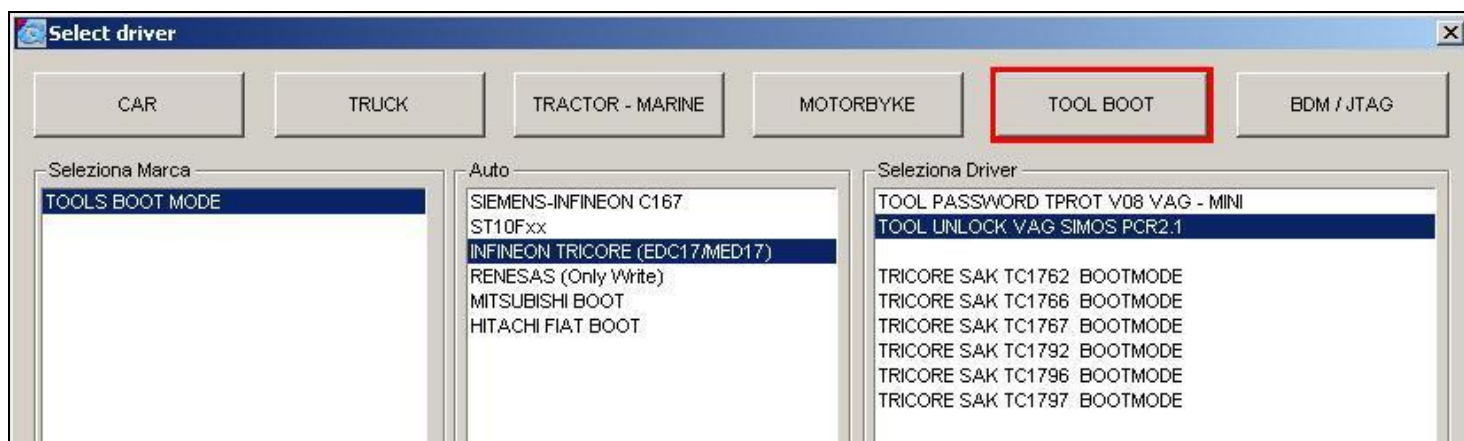 Select driver
CAR
TRUCK
TRACTOR - MARINE
MOTORBYKE
TOOL BOOT
BDM / JTAG
Seleziona Marca
TOOLS BOOT MODE
Auto
SIEMENS-INFINEON C167
ST10Fxx
INFINEON TRICORE (EDC17/MED17)
RENESAS (Only Write)
MITSUBISHI BOOT
HITACHI FIAT BOOT
Seleziona Driver
TOOL PASSWORD TPROT V08 VAG - MINI
TOOL UNLOCK VAG SIMOS PCR2.1
TRICORE SAK TC1762 BOOTMODE
TRICORE SAK TC1766 BOOTMODE
TRICORE SAK TC1767 BOOTMODE
TRICORE SAK TC1792 BOOTMODE
TRICORE SAK TC1796 BOOTMODE
TRICORE SAK TC1797 BOOTMODE